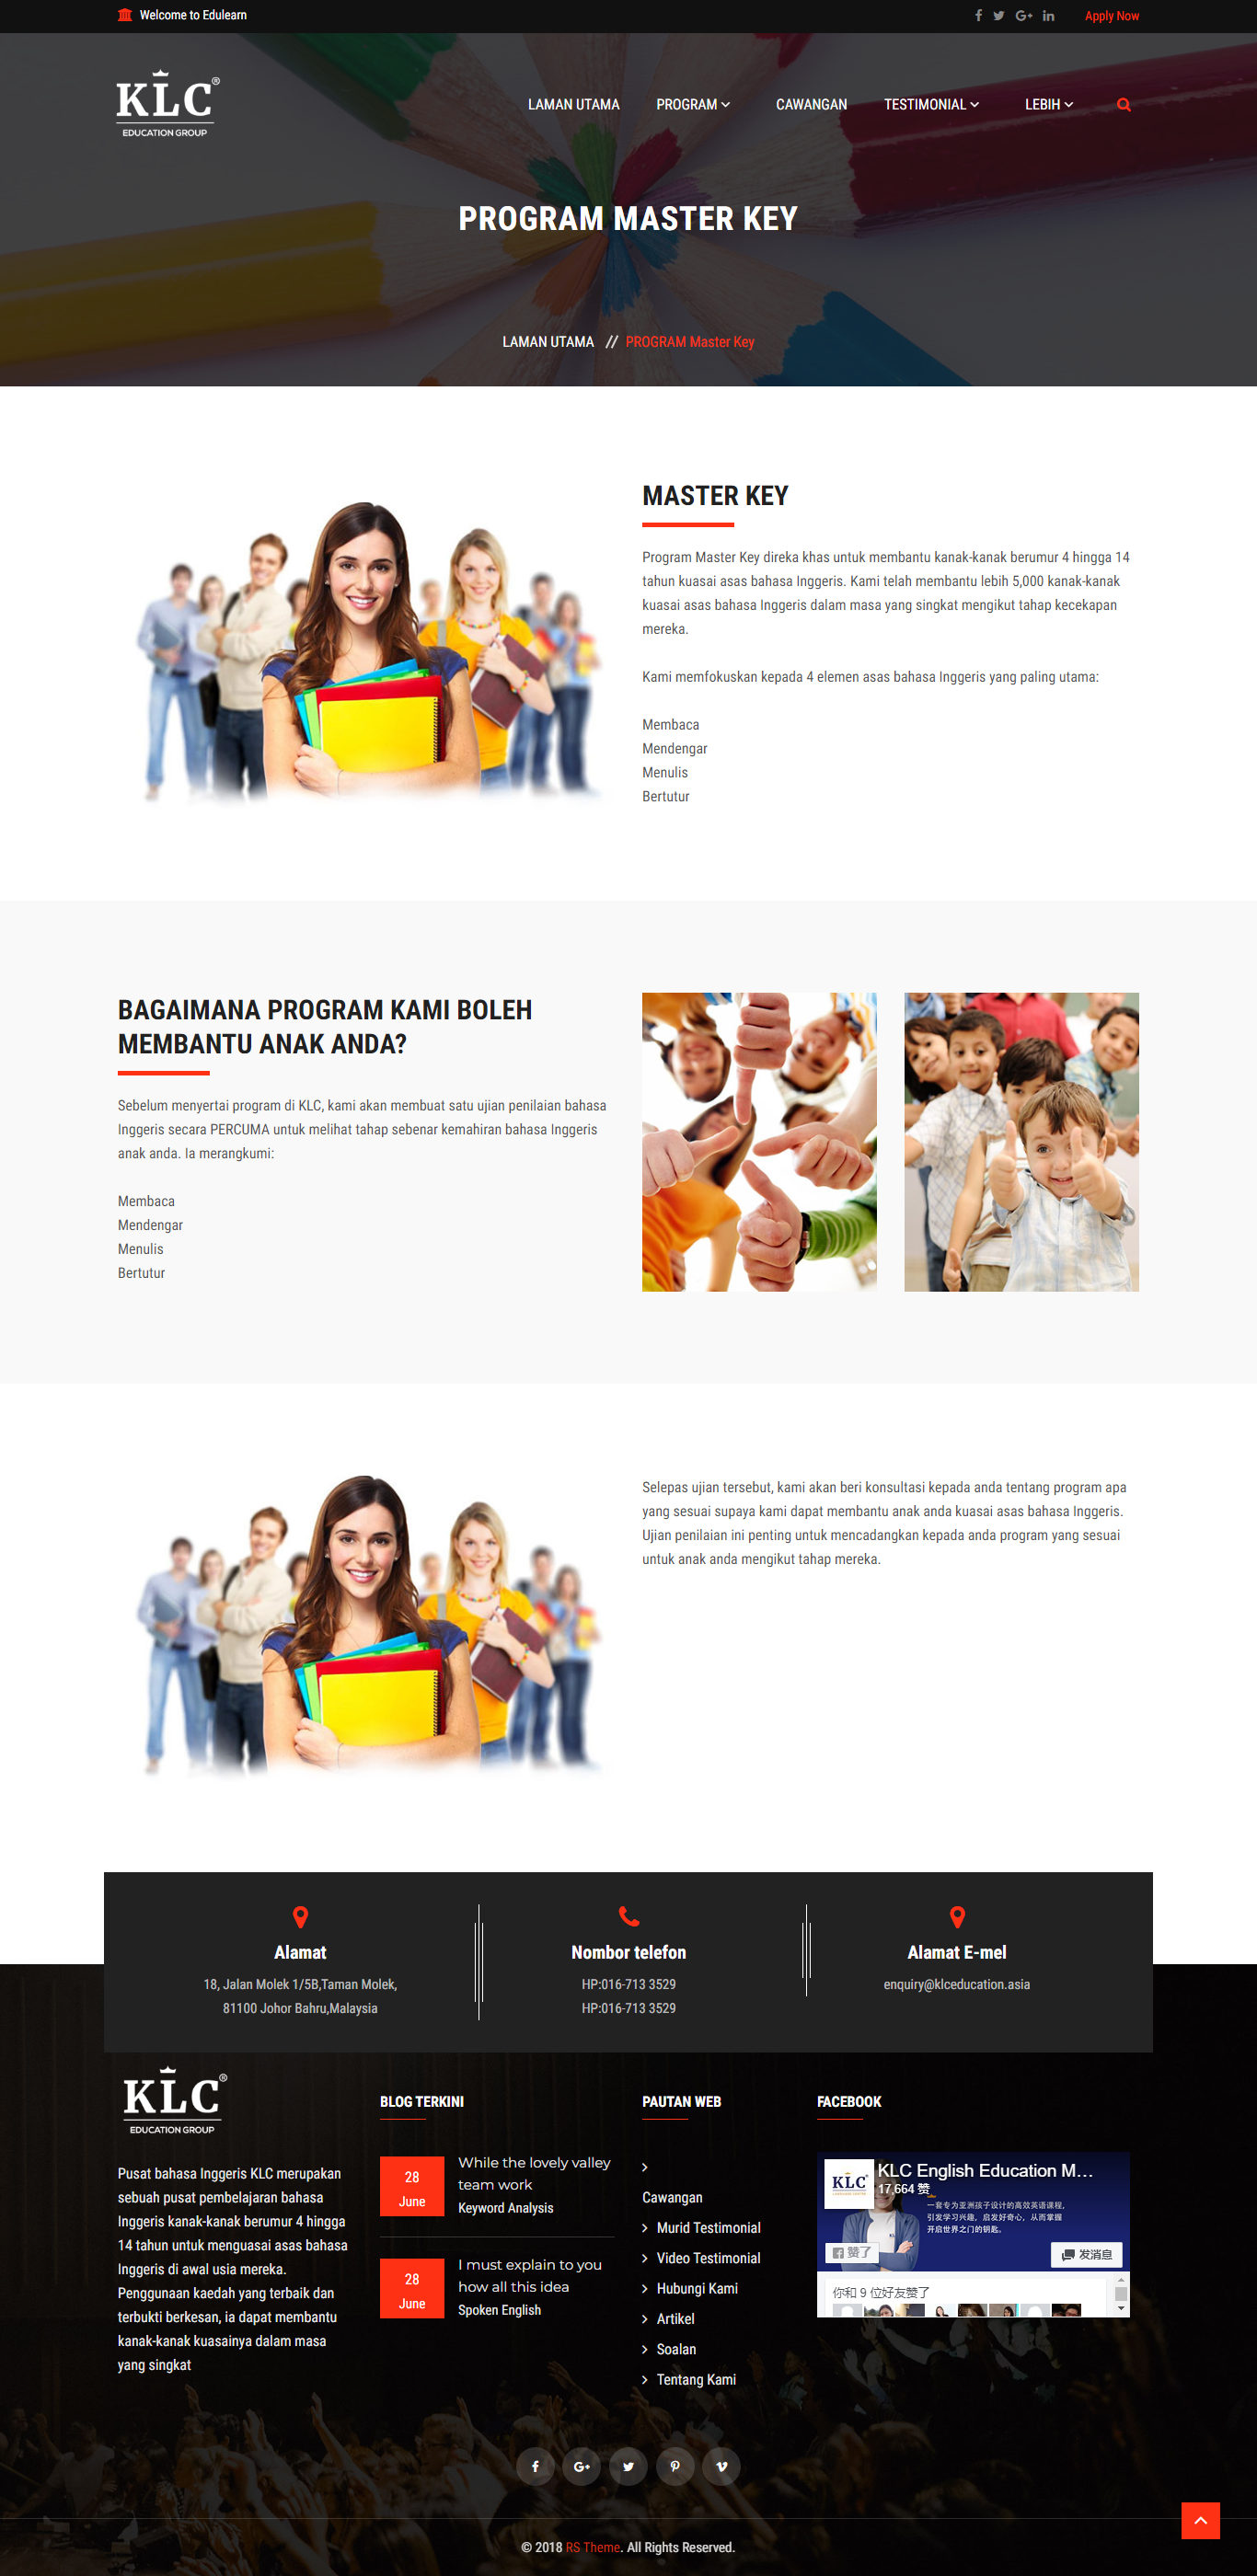 Welcome to Edulearn
Apply Now
KLC®
EDUCATION GROUP
LAMAN UTAMA
PROGRAM
CAWANGAN
TESTIMONIAL
LEBIH
PROGRAM MASTER KEY
LAMAN UTAMA // PROGRAM Master Key
MASTER KEY
Program Master Key direka khas untuk membantu kanak-kanak berumur 4 hingga 14
tahun kuasai asas bahasa Inggeris. Kami telah membantu lebih 5,000 kanak-kanak
kuasai asas bahasa Inggeris dalam masa yang singkat mengikut tahap kecekapan
mereka.
Kami memfokuskan kepada 4 elemen asas bahasa Inggeris yang paling utama:
Membaca
Mendengar
Menulis
Bertutur
BAGAIMANA PROGRAM KAMI BOLEH
MEMBANTU ANAK ANDA?
Sebelum menyertai program di KLC, kami akan membuat satu ujian penilaian bahasa
Inggeris secara PERCUMA untuk melihat tahap sebenar kemahiran bahasa Inggeris
anak anda. Ia merangkumi:
Membaca
Mendengar
Menulis
Bertutur
Selepas ujian tersebut, kami akan beri konsultasi kepada anda tentang program apa
yang sesuai supaya kami dapat membantu anak anda kuasai asas bahasa Inggeris.
Ujian penilaian ini penting untuk mencadangkan kepada anda program yang sesuai
untuk anak anda mengikut tahap mereka.
Alamat
18, Jalan Molek 1/5B,Taman Molek,
81100 Johor Bahru,Malaysia
Nombor telefon
HP:016-713 3529
HP:016-713 3529
Alamat E-mel
enquiry@klceducation.asia
KLC®
EDUCATION GROUP
Pusat bahasa Inggeris KLC merupakan
sebuah pusat pembelajaran bahasa
Inggeris kanak-kanak berumur 4 hingga
14 tahun untuk menguasai asas bahasa
Inggeris di awal usia mereka.
Penggunaan kaedah yang terbaik dan
terbukti berkesan, ia dapat membantu
kanak-kanak kuasainya dalam masa
yang singkat
BLOG TERKINI
28
June
While the lovely valley
team work
Keyword Analysis
28
June
I must explain to you
how all this idea
Spoken English
PAUTAN WEB
Cawangan
Murid Testimonial
Video Testimonial
Hubungi Kami
Artikel
Soalan
Tentang Kami
FACEBOOK
KLC
KLC English Education M...
17,664 赞
一套专为亚洲孩子设计的高效英语课程,
引发学习兴趣，启发好奇心，从而掌握
开启世界之门的钥匙。
赞了
发消息
你和 9 位好友赞了
© 2018 RS Theme. All Rights Reserved.